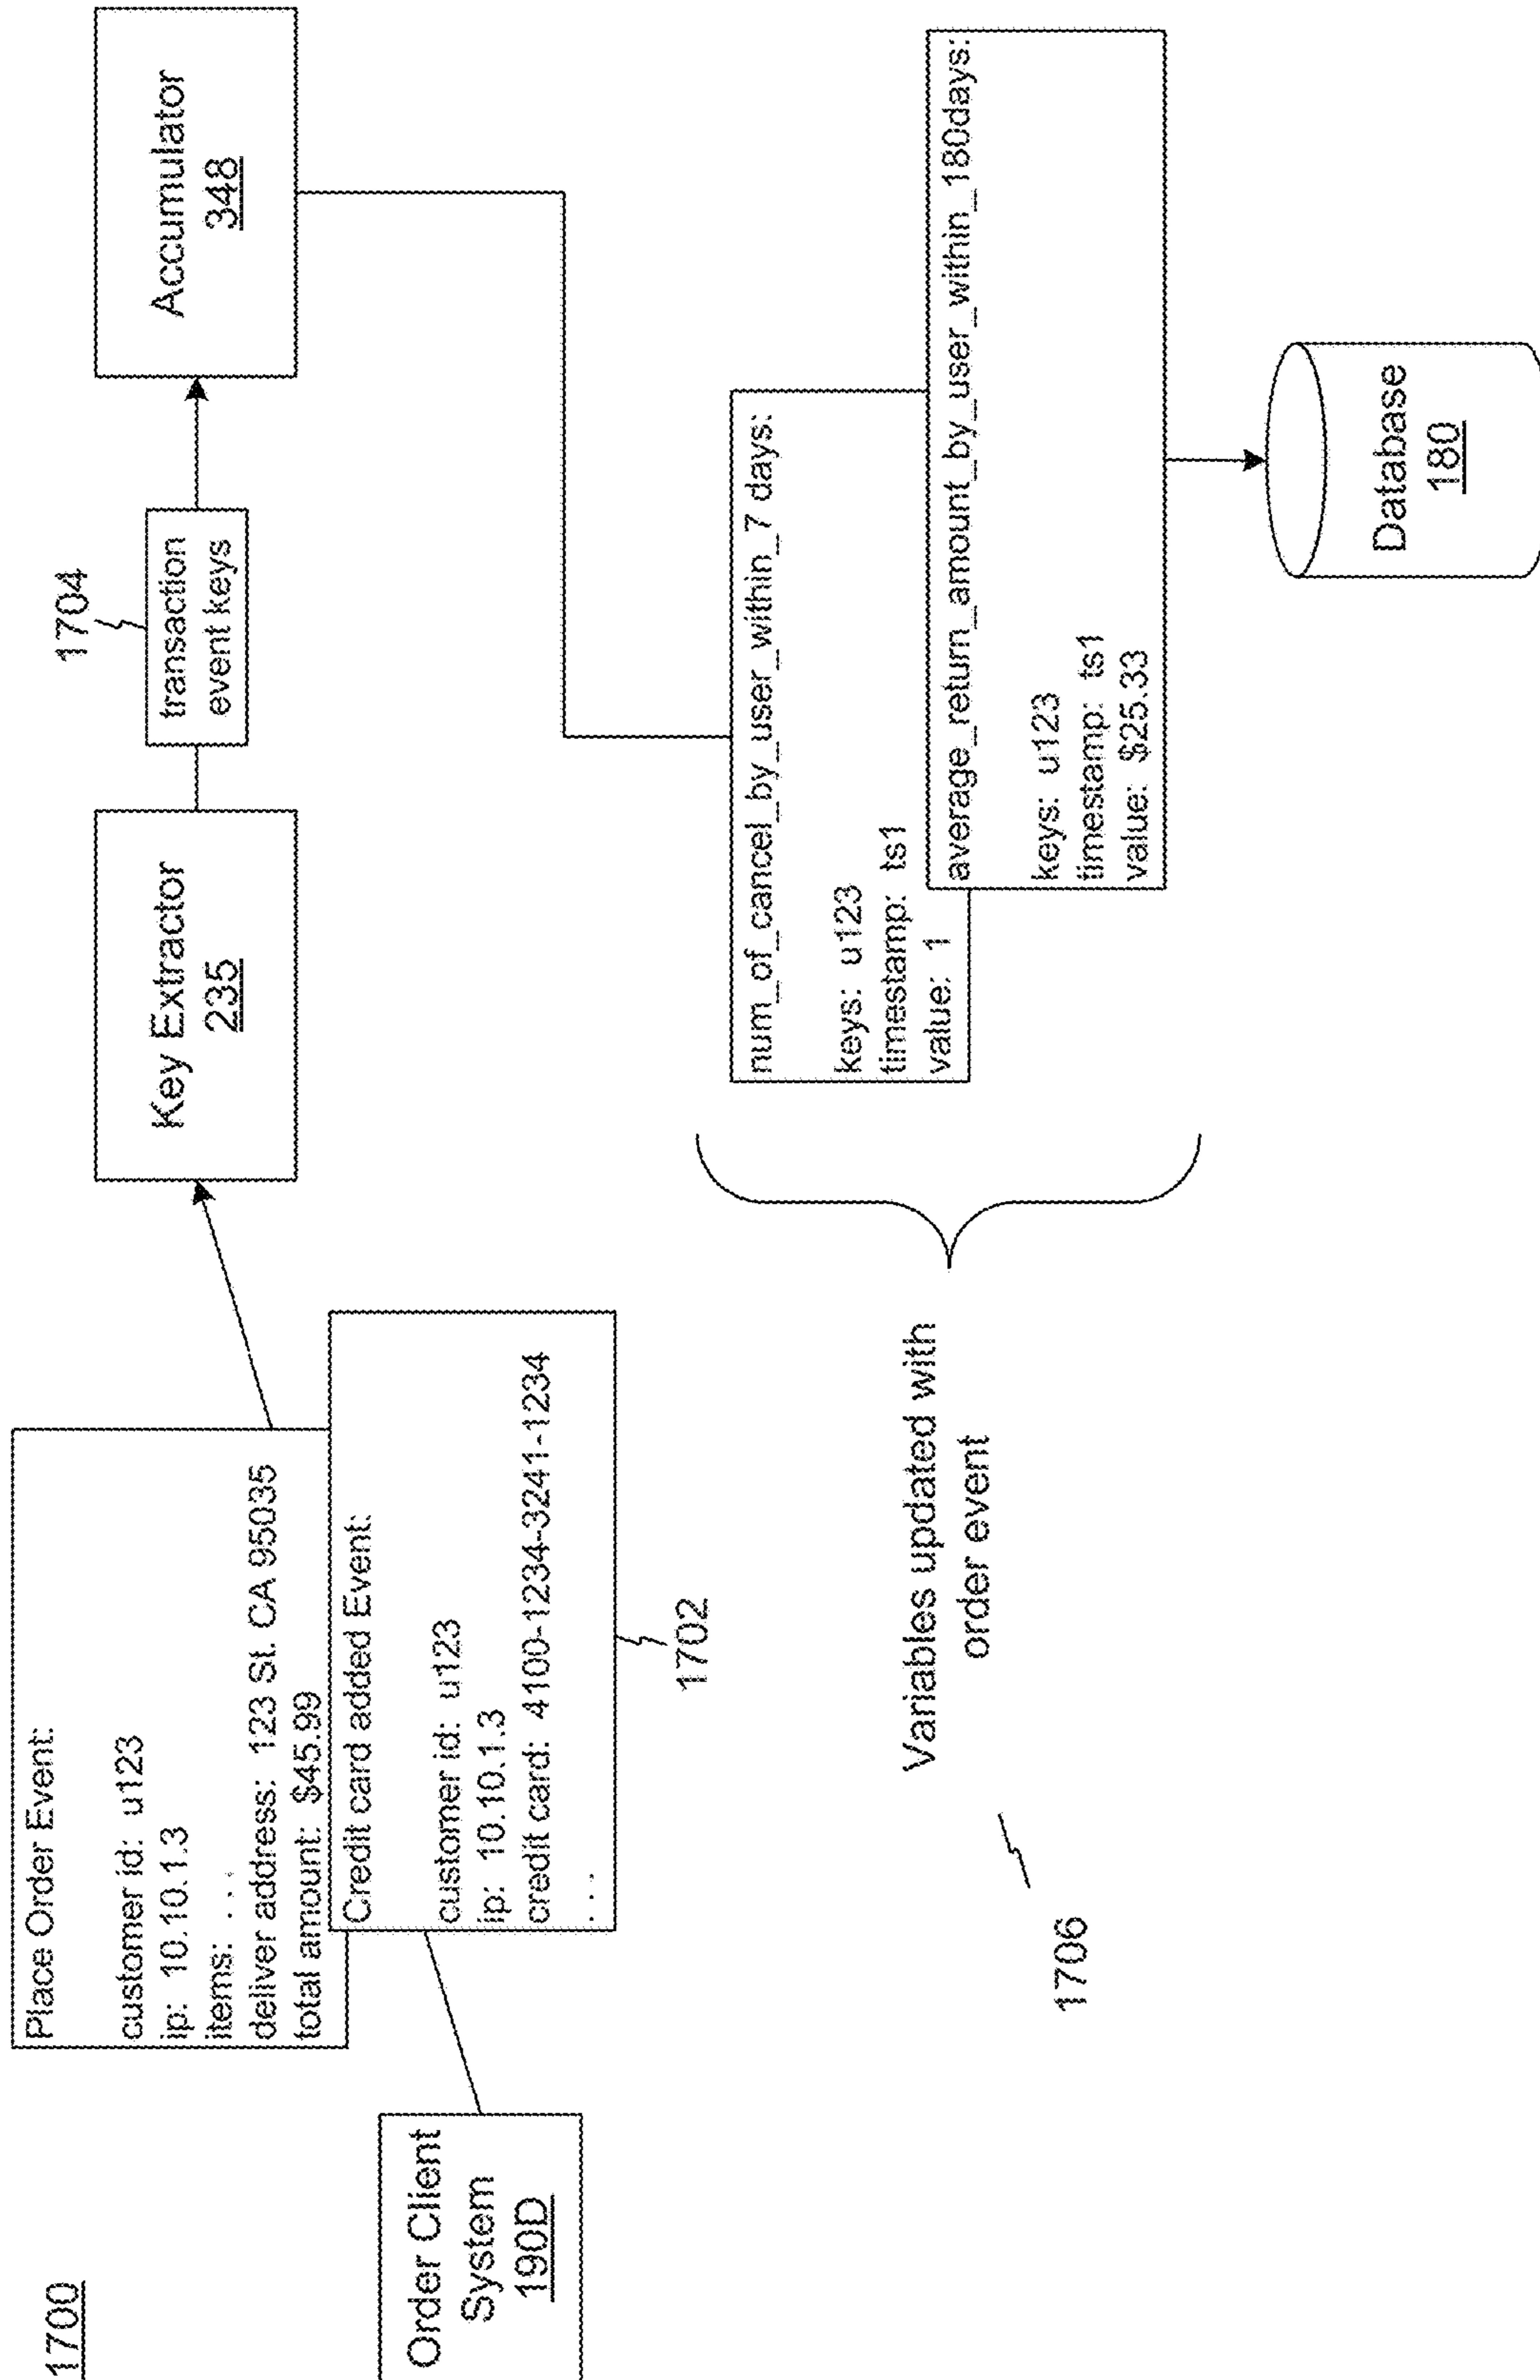 1700
Order Client
System
190D
Place Order Event:
customer id: u123
ip: 10.10.1.3
items: . . .
deliver address: 123 St. CA 95035
total amount: $45.99
Credit card added Event:
customer id: u123
ip: 10.10.1.3
credit card: 4100-1234-3241-1234
. . .
1702
Key Extractor
235
1704
transaction
event keys
Accumulator
348
num_of_cancel_by_user_within_7 days:
keys: u123
timestamp: ts1
value: 1
average_return_amount_by_user_within_180days:
keys: u123
timestamp: ts1
value: $25.33
Variables updated with
order event
1706
Database
180